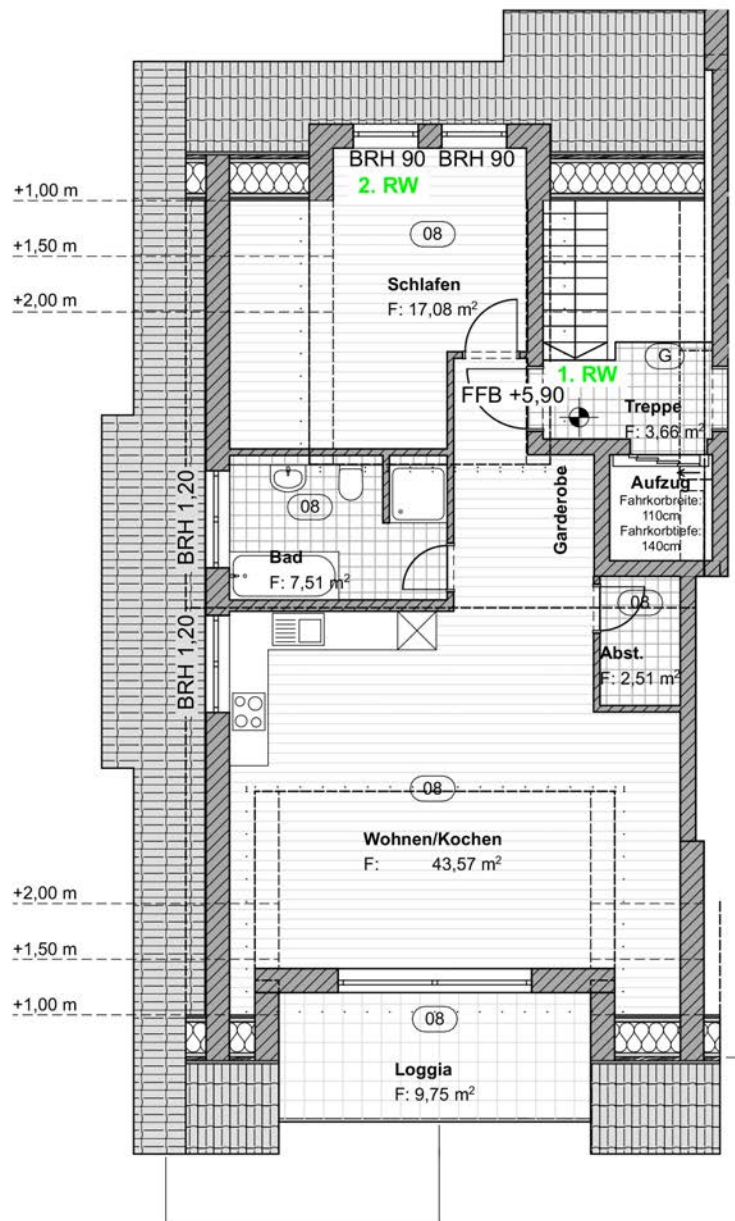 BRH 90 BRH 90
2. RW
+1,00 m
08
+1,50 m
Schlafen
+2,00 m
F: 17,08 m²
G
1. RW
FFB +5,90
Treppe
F: 3,66 m²
Garderobe
Aufzug
Fahrkorbreite:
110cm
Fahrkorbtiefe:
140cm
BRH 1,20
08
Bad
F: 7,51 m²
08
BRH 1,20
Abst.
F: 2,51 m²
08
Wohnen/Kochen
F: 43,57 m²
+2,00 m
+1,50 m
+1,00 m
08
Loggia
F: 9,75 m²